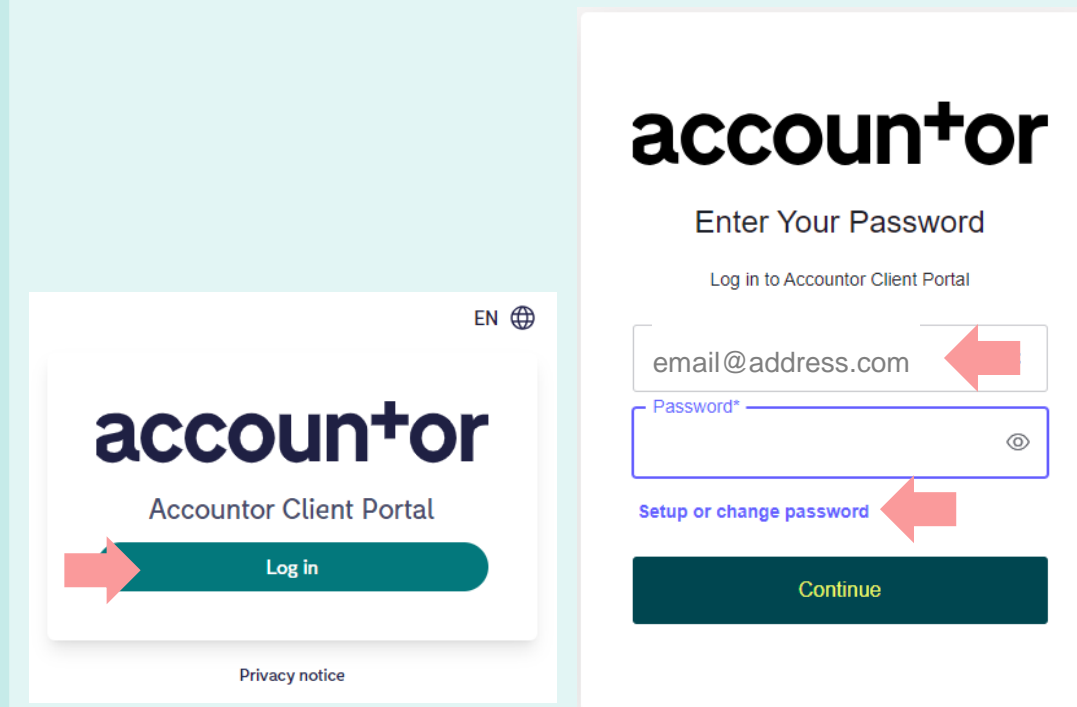 EN
accountor
Accountor Client Portal
Log in
Privacy notice
accountor
Enter Your Password
Log in to Accountor Client Portal
email@address.com
Password*
Setup or change password
Continue